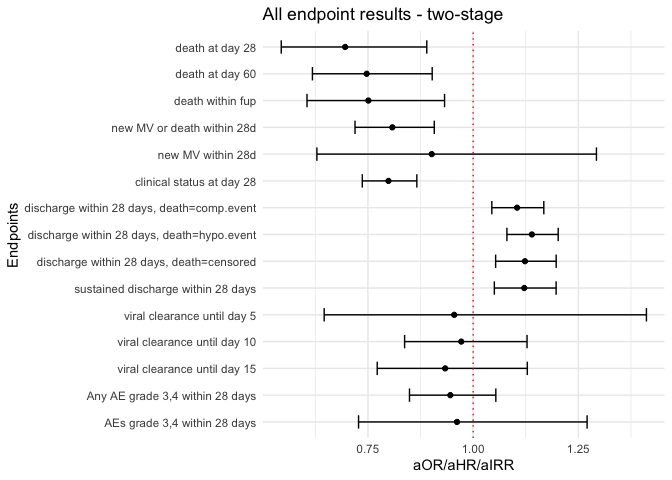 All endpoint results - two-stage
Endpoints
death at day 28
death at day 60
death within fup
new MV or death within 28d
new MV within 28d
clinical status at day 28
discharge within 28 days, death=comp.event
discharge within 28 days, death=hypo.event
discharge within 28 days, death=censored
sustained discharge within 28 days
viral clearance until day 5
viral clearance until day 10
viral clearance until day 15
Any AE grade 3,4 within 28 days
AEs grade 3,4 within 28 days
0.75 1.00 1.25
aOR/aHR/aIRR